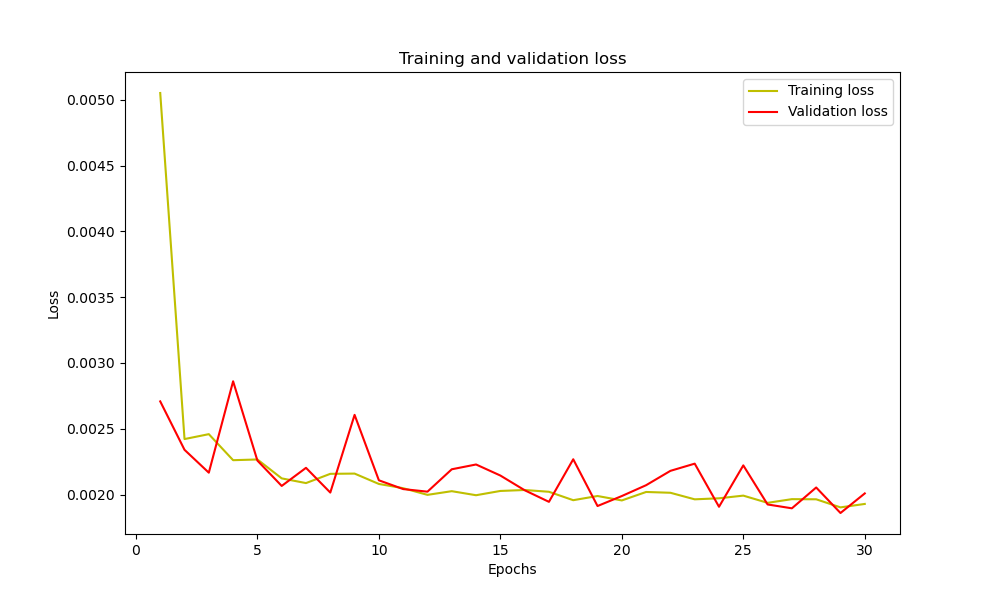 Training and validation loss
Training loss
Validation loss
0.0050
0.0045
0.0040
0.0035
0.0030
0.0025
0.0020
Loss
0
5
10
15
20
25
30
Epochs